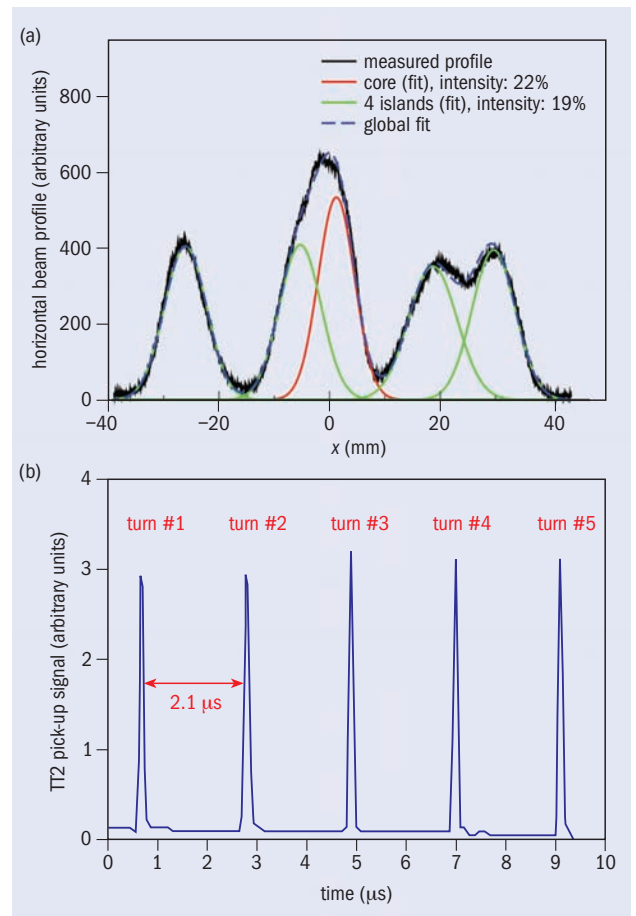 (a)
measured profile
core (fit), intensity: 22%
4 islands (fit), intensity: 19%
global fit
800
600
400
200
0
horizontal beam profile (arbitrary units)
−40 −20 0 20 40
x (mm)
(b)
turn #1 turn #2 turn #3 turn #4 turn #5
2.1 μs
4
3
2
1
0
TT2 pick-up signal (arbitrary units)
0 1 2 3 4 5 6 7 8 9 10
time (μs)